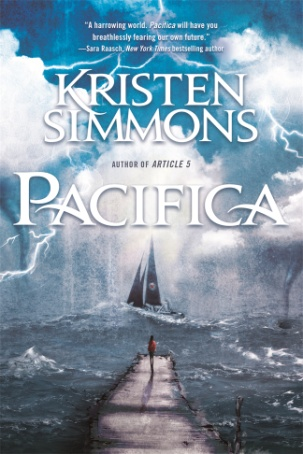 "A harrowing world. Pacifica will have you
breathlessly fearing our own future."
—Sara Raasch, New York Times bestselling author
KRISTEN
SIMMONS
AUTHOR OF ARTICLE 5
PACIFICA